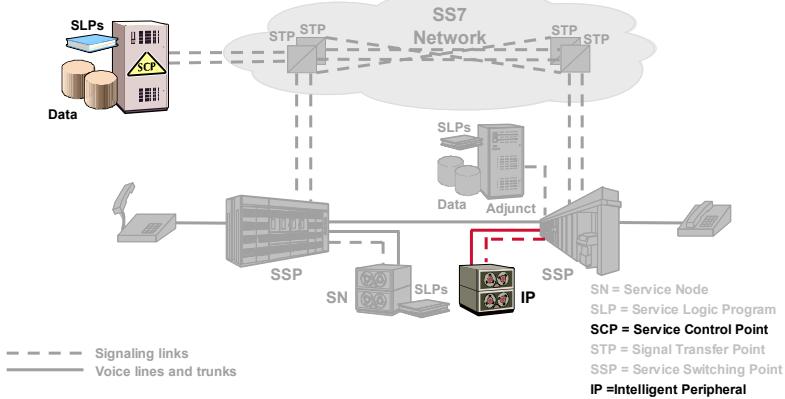 SLPs
SCP
Data
SS7
Network
STP
STP
STP
STP
SLPs
Data
Adjunct
SSP
SN
SLPs
IP
SSP
SN = Service Node
SLP = Service Logic Program
SCP = Service Control Point
STP = Signal Transfer Point
SSP = Service Switching Point
IP =Intelligent Peripheral
Signaling links
Voice lines and trunks